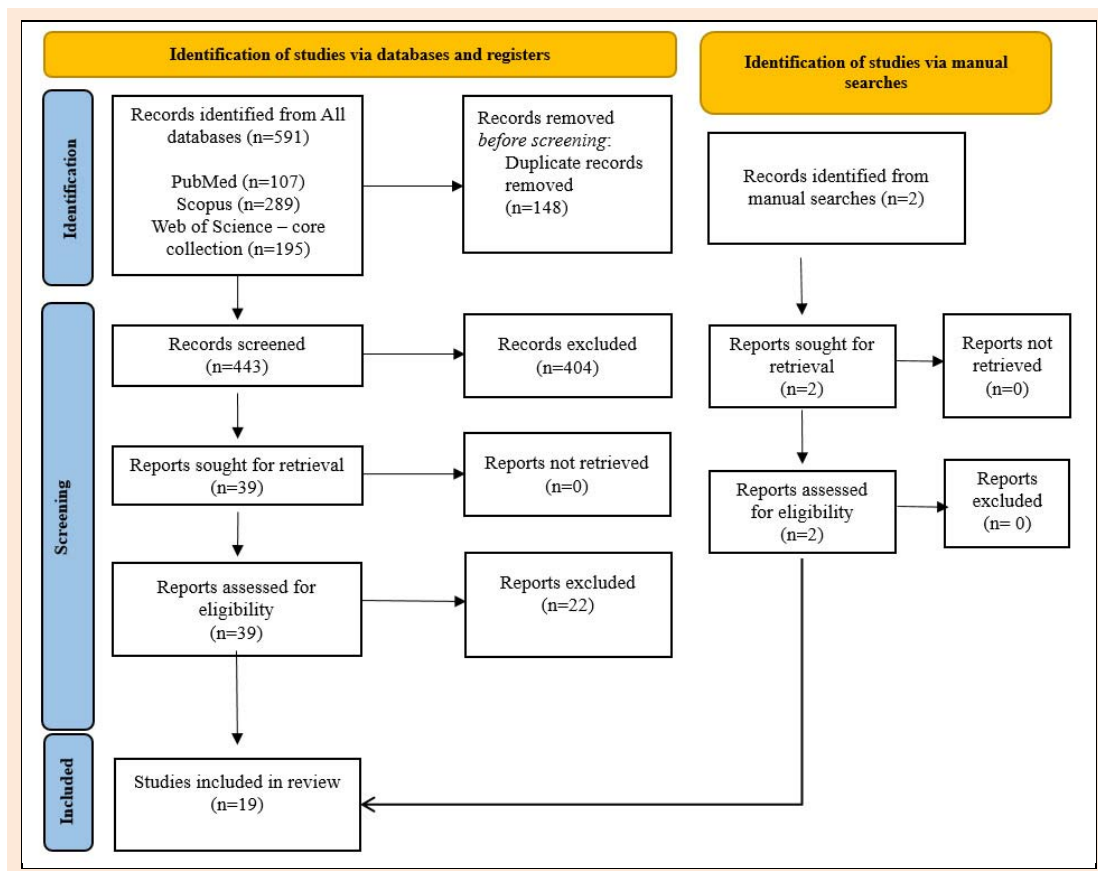 Identification of studies via databases and registers
Identification of studies via manual
searches
Identification
Records identified from All
databases (n=591)
PubMed (n=107)
Scopus (n=289)
Web of Science – core
collection (n=195)
Records removed
before screening:
Duplicate records
removed
(n=148)
Records identified from
manual searches (n=2)
Screening
Records screened
(n=443)
Records excluded
(n=404)
Reports sought for
retrieval
(n=2)
Reports not
retrieved
(n=0)
Reports sought for retrieval
(n=39)
Reports not retrieved
(n=0)
Reports assessed
for eligibility
(n=2)
Reports
excluded
(n= 0)
Reports assessed for
eligibility
(n=39)
Reports excluded
(n=22)
Included
Studies included in review
(n=19)